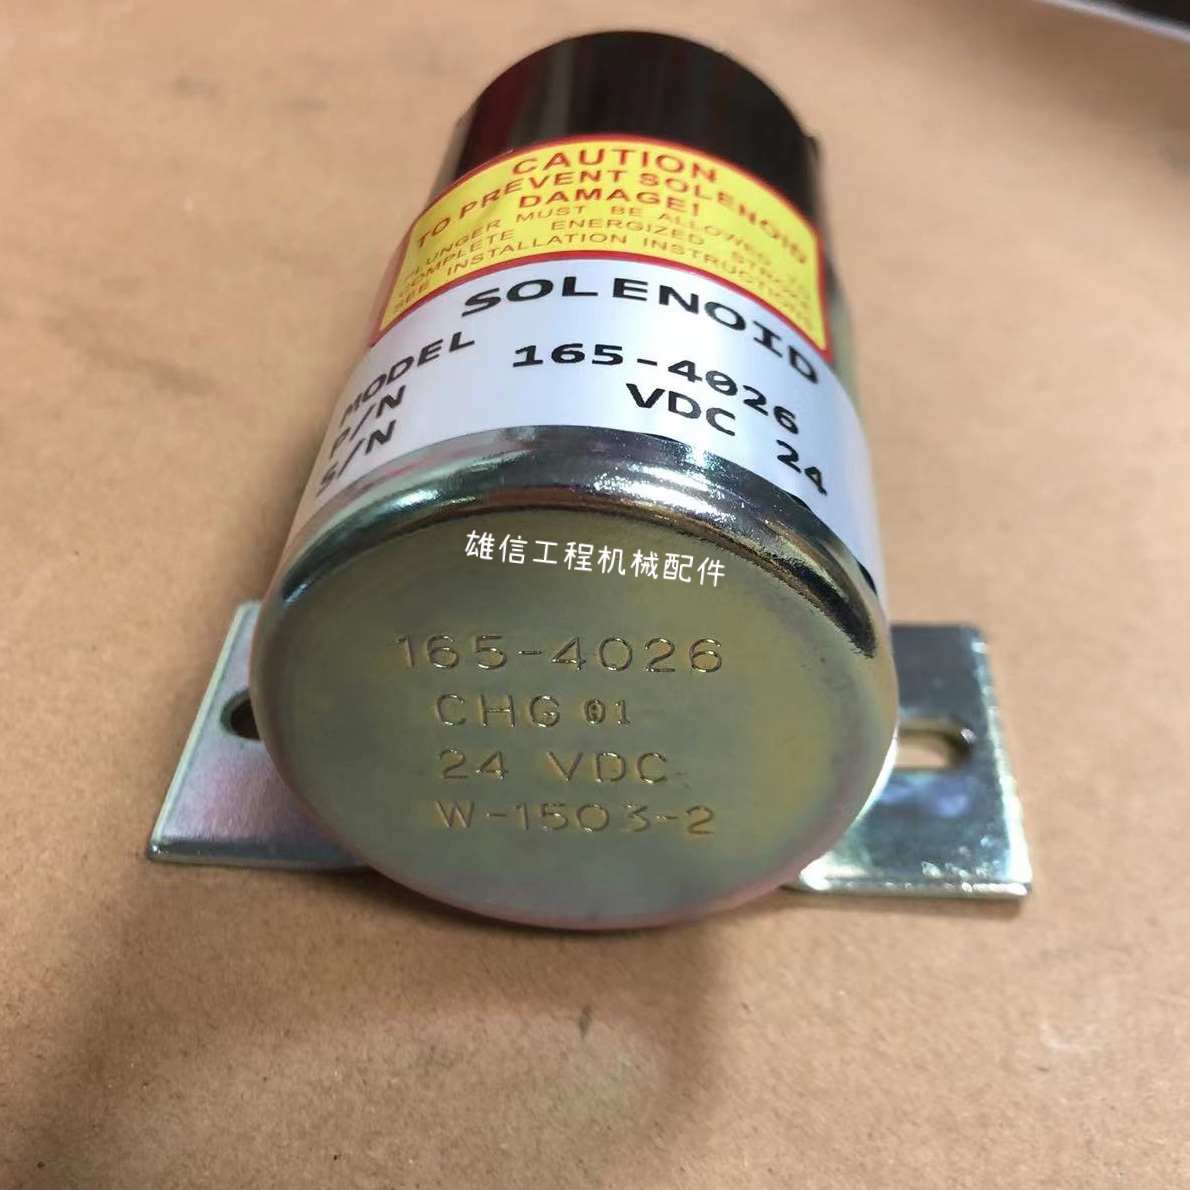 CAUTION
TO PREVENT SOLENOID
DAMAGE!
PLUNGER MUST BE ALLOWED TO
COMPLETE ENERGIZED STROKE
SEE INSTALLATION INSTRUCTIONS
SOLENOID
MODEL 165-4026
P/N VDC 24
S/N
雄信工程机械配件
165-4026
CHG 01
24 VDC
W-1503-2